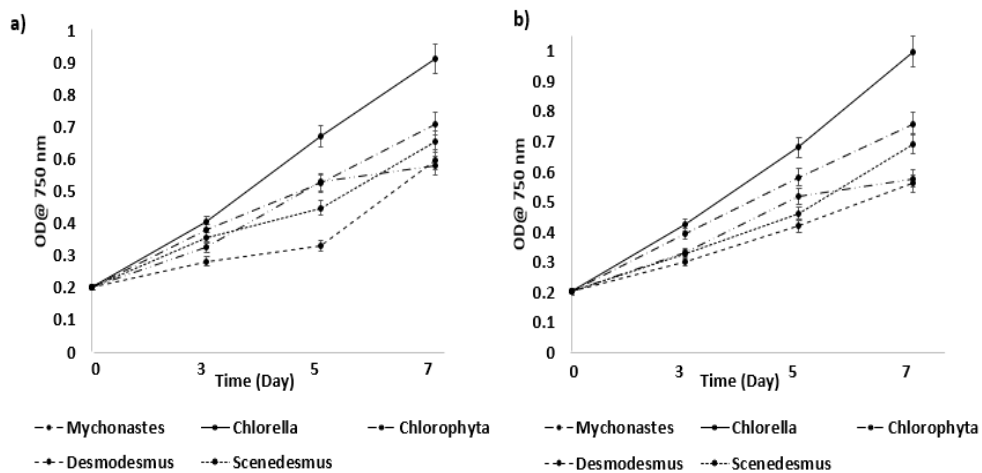 a)
1
0.9
0.8
0.7
0.6
0.5
0.4
0.3
0.2
0.1
0
OD@ 750 nm
0 3 5 7
Time (Day)
Mychonastes Chlorella Chlorophyta
Desmodesmus Scenedesmus
b)
1
0.9
0.8
0.7
0.6
0.5
0.4
0.3
0.2
0.1
0
OD@ 750 nm
0 3 5 7
Time (Day)
Mychonastes Chlorella Chlorophyta
Desmodesmus Scenedesmus